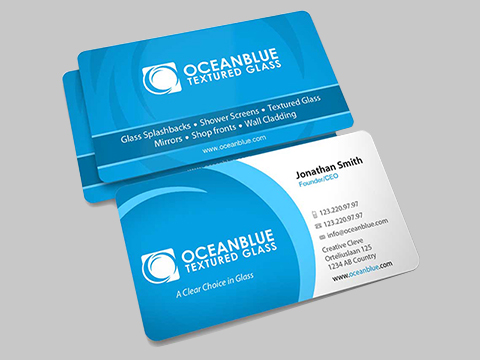 OCEANBLUE
TEXTURED GLASS
Glass Splashbacks • Shower Screens • Textured Glass
Mirrors • Shop fronts • Wall Cladding
www.oceanblue.com
Jonathan Smith
Founder/CEO
123.220.97.97
123.220.97.97
info@oceanblue.com
Creative Cleve
Orteliuslaan 125
1234 AB Country
www.oceanblue.com
OCEANBLUE
TEXTURED GLASS
A Clear Choice in Glass